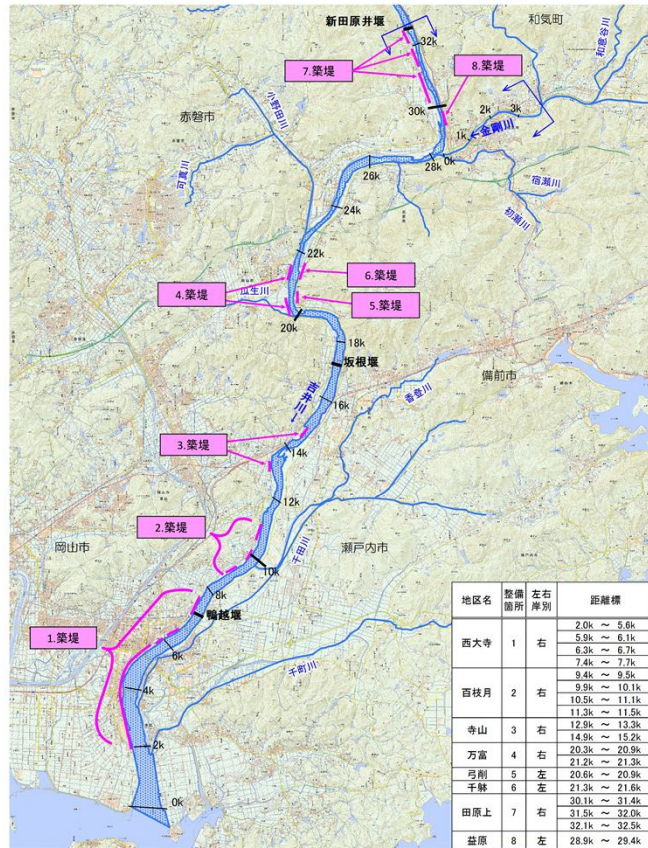 新田原井堰
和気町
和意谷川
32k
7.築堤
8.築堤
小野田川
30k
2k
3k
赤磐市
1k
金剛川
可真川
28k
0k
26k
宿瀬川
初瀬川
24k
22k
6.築堤
4.築堤
瓜生川
5.築堤
20k
18k
坂根堰
備前市
吉井川
香登川
16k
3.築堤
14k
12k
2.築堤
千田川
瀬戸内市
岡山市
10k
8k
鴨越堰
1.築堤
6k
千町川
4k
2k
0k
地区名 整備箇所 左右岸別 距離標
西大寺 1 右 2.0k ~ 5.6k
5.9k ~ 6.1k
6.3k ~ 6.7k
7.4k ~ 7.7k
百枝月 2 右 9.4k ~ 9.5k
9.9k ~ 10.1k
10.5k ~ 11.1k
11.3k ~ 11.5k
寺山 3 右 12.9k ~ 13.3k
14.9k ~ 15.2k
万富 4 右 20.3k ~ 20.9k
21.2k ~ 21.3k
弓削 5 左 20.6k ~ 20.9k
千躰 6 左 21.3k ~ 21.6k
田原上 7 右 30.1k ~ 31.4k
31.5k ~ 32.0k
32.1k ~ 32.5k
益原 8 左 28.9k ~ 29.4k